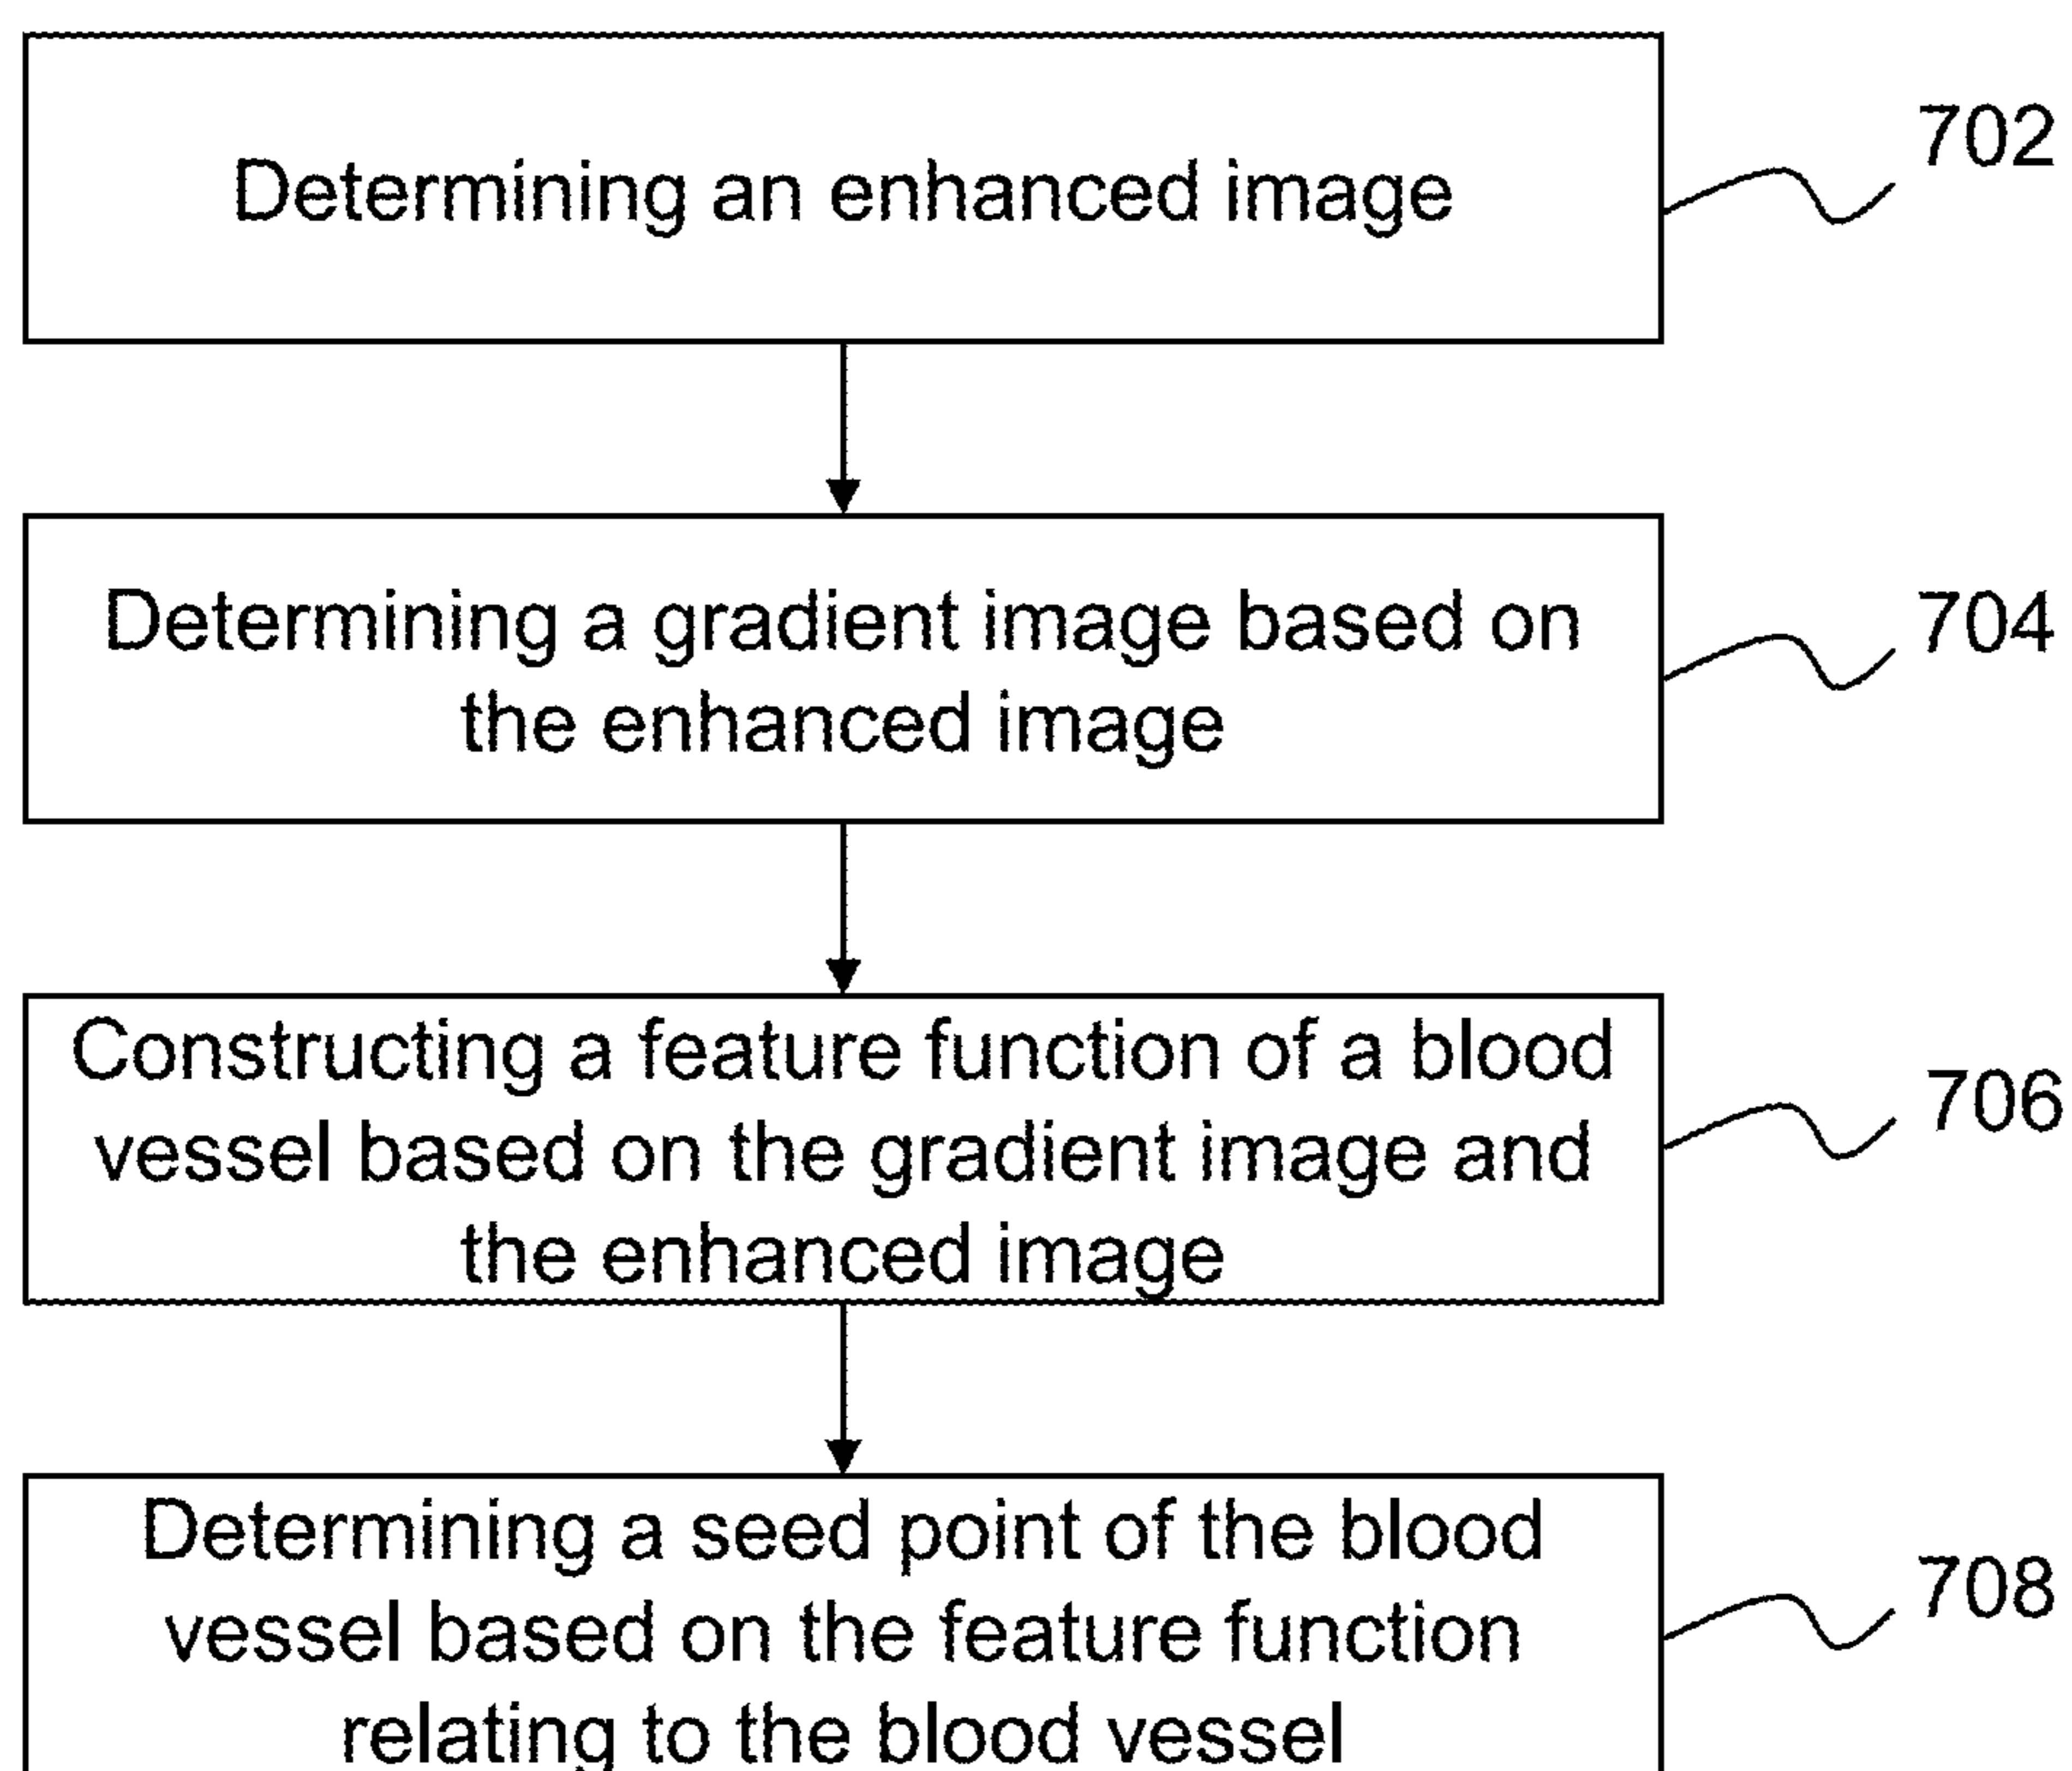 Determining an enhanced image
702
Determining a gradient image based on
the enhanced image
704
Constructing a feature function of a blood
vessel based on the gradient image and
the enhanced image
706
Determining a seed point of the blood
vessel based on the feature function
relating to the blood vessel
708